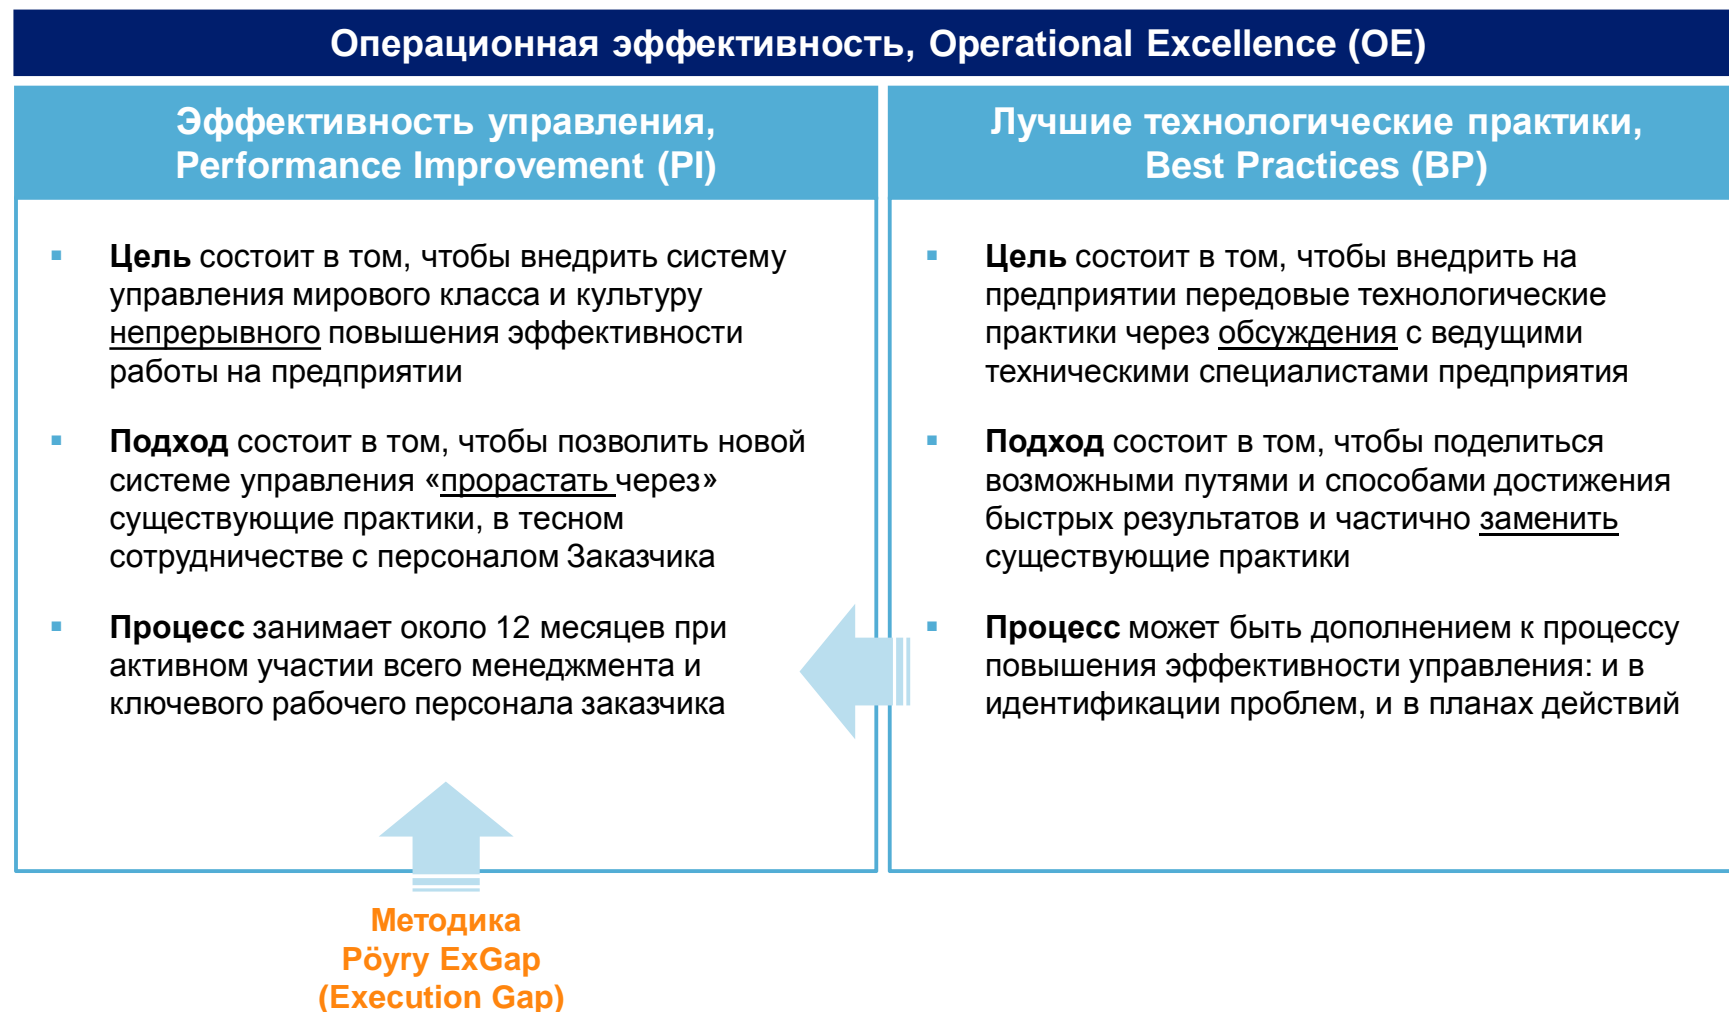 Операционная эффективность, Operational Excellence (OE)
Эффективность управления,
Performance Improvement (PI)
Цель состоит в том, чтобы внедрить систему
управления мирового класса и культуру
непрерывного повышения эффективности
работы на предприятии
Подход состоит в том, чтобы позволить новой
системе управления «прорастать через»
существующие практики, в тесном
сотрудничестве с персоналом Заказчика
Процесс занимает около 12 месяцев при
активном участии всего менеджмента и
ключевого рабочего персонала заказчика
Лучшие технологические практики,
Best Practices (BP)
Цель состоит в том, чтобы внедрить на
предприятии передовые технологические
практики через обсуждения с ведущими
техническими специалистами предприятия
Подход состоит в том, чтобы поделиться
возможными путями и способами достижения
быстрых результатов и частично заменить
существующие практики
Процесс может быть дополнением к процессу
повышения эффективности управления: и в
идентификации проблем, и в планах действий
Методика
Pöyry ExGap
(Execution Gap)